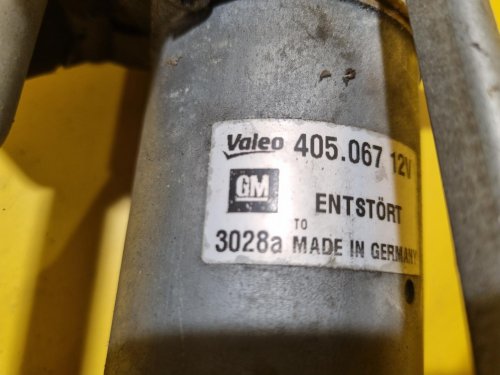 Valeo 405.067 12V
GM ENTSTÖRT
TO
3028a MADE IN GERMANY